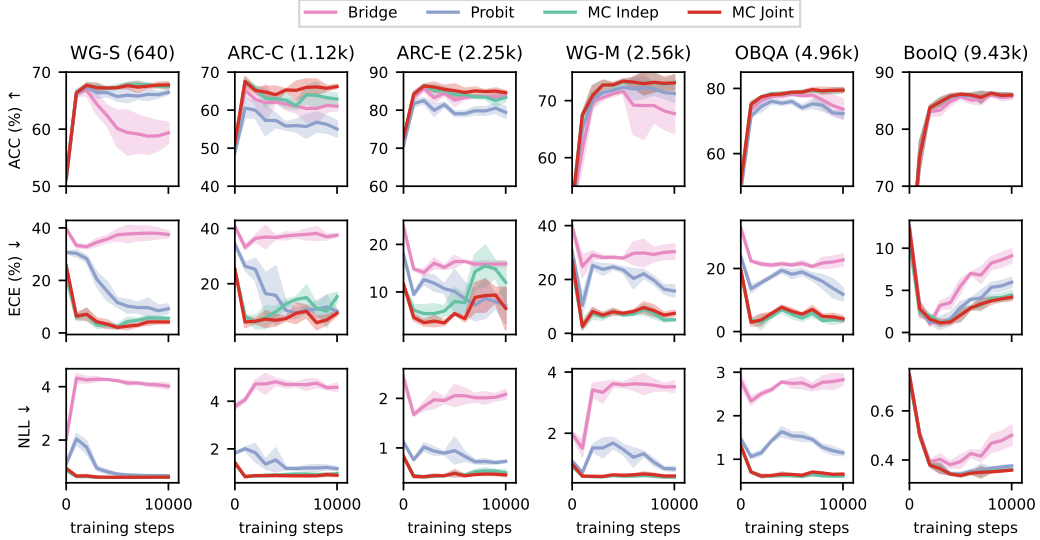 Bridge Probit MC Indep MC Joint
WG-S (640) ARC-C (1.12k) ARC-E (2.25k) WG-M (2.56k) OBQA (4.96k) BoolQ (9.43k)
ACC (%) ↑
70 60 50
70 60 50 40
90 80 70 60
70 60
80 60
90 80 70
ECE (%) ↓
40 20 0
40 20
20 10
40 20 0
20 0
10 5 0
NLL ↓
4 2
4 2 0
2 1
4 2
3 2 1
0.6 0.4
0 10000 0 10000 0 10000 0 10000 0 10000 0 10000
training steps training steps training steps training steps training steps training steps